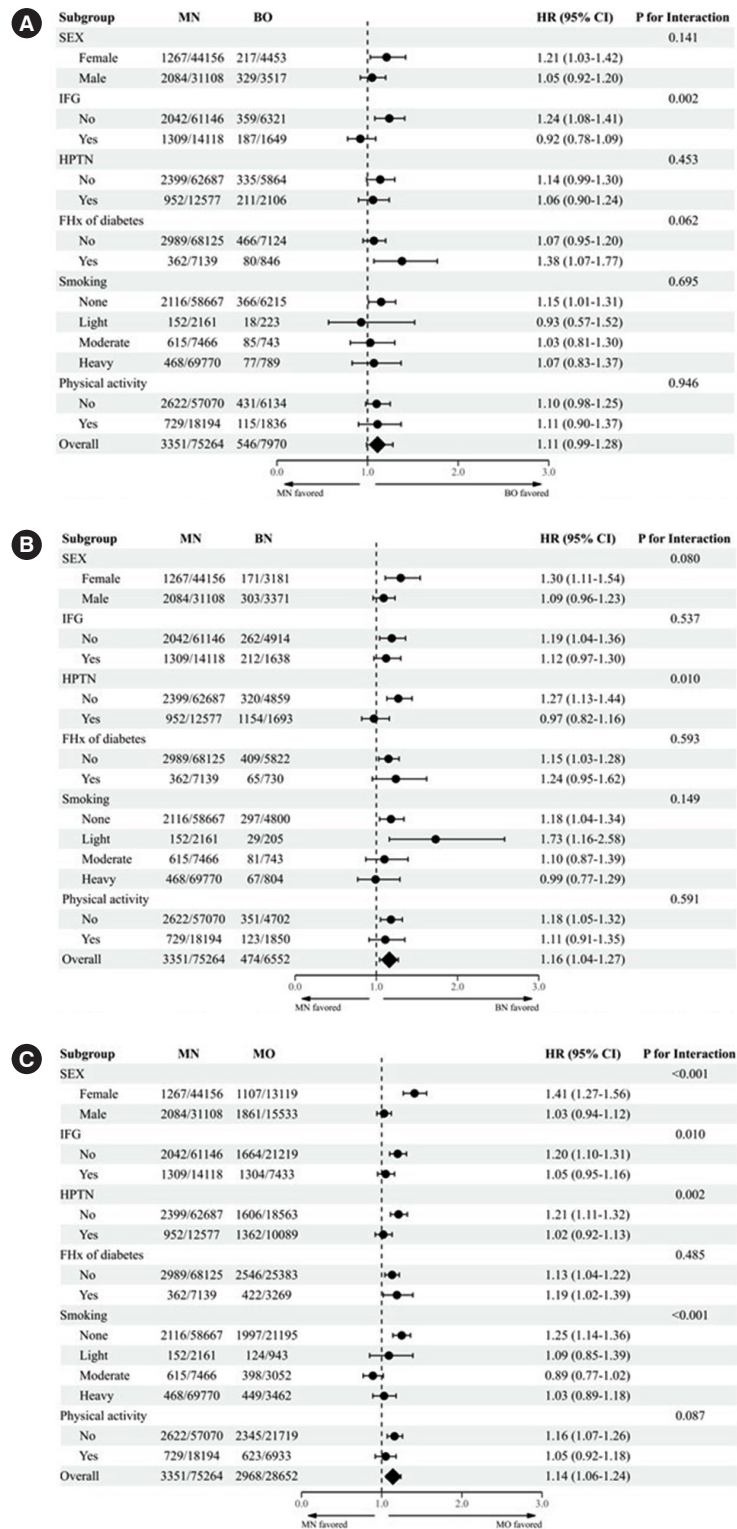 A
Subgroup MN BO HR (95% CI) P for Interaction
SEX 0.141
Female 1267/44156 217/4453 1.21 (1.03-1.42)
Male 2084/31108 329/3517 1.05 (0.92-1.20)
IFG 0.002
No 2042/61146 359/6321 1.24 (1.08-1.41)
Yes 1309/14118 187/1649 0.92 (0.78-1.09)
HPTN 0.453
No 2399/62687 335/5864 1.14 (0.99-1.30)
Yes 952/12577 211/2106 1.06 (0.90-1.24)
FHx of diabetes 0.062
No 2989/68125 466/7124 1.07 (0.95-1.20)
Yes 362/7139 80/846 1.38 (1.07-1.77)
Smoking 0.695
None 2116/58667 366/6215 1.15 (1.01-1.31)
Light 152/2161 18/223 0.93 (0.57-1.52)
Moderate 615/7466 85/743 1.03 (0.81-1.30)
Heavy 468/69770 77/789 1.07 (0.83-1.37)
Physical activity 0.946
No 2622/57070 431/6134 1.10 (0.98-1.25)
Yes 729/18194 115/1836 1.11 (0.90-1.37)
Overall 3351/75264 546/7970 1.11 (0.99-1.28)
0.0 1.0 2.0 3.0
MN favored BO favored
B
Subgroup MN BN HR (95% CI) P for Interaction
SEX 0.080
Female 1267/44156 171/3181 1.30 (1.11-1.54)
Male 2084/31108 303/3371 1.09 (0.96-1.23)
IFG 0.537
No 2042/61146 262/4914 1.19 (1.04-1.36)
Yes 1309/14118 212/1638 1.12 (0.97-1.30)
HPTN 0.010
No 2399/62687 320/4859 1.27 (1.13-1.44)
Yes 952/12577 1154/1693 0.97 (0.82-1.16)
FHx of diabetes 0.593
No 2989/68125 409/5822 1.15 (1.03-1.28)
Yes 362/7139 65/730 1.24 (0.95-1.62)
Smoking 0.149
None 2116/58667 297/4800 1.18 (1.04-1.34)
Light 152/2161 29/205 1.73 (1.16-2.58)
Moderate 615/7466 81/743 1.10 (0.87-1.39)
Heavy 468/69770 67/804 0.99 (0.77-1.29)
Physical activity 0.591
No 2622/57070 351/4702 1.18 (1.05-1.32)
Yes 729/18194 123/1850 1.11 (0.91-1.35)
Overall 3351/75264 474/6552 1.16 (1.04-1.27)
0.0 1.0 2.0 3.0
MN favored BN favored
C
Subgroup MN MO HR (95% CI) P for Interaction
SEX <0.001
Female 1267/44156 1107/13119 1.41 (1.27-1.56)
Male 2084/31108 1861/15533 1.03 (0.94-1.12)
IFG 0.010
No 2042/61146 1664/21219 1.20 (1.10-1.31)
Yes 1309/14118 1304/7433 1.05 (0.95-1.16)
HPTN 0.002
No 2399/62687 1606/18563 1.21 (1.11-1.32)
Yes 952/12577 1362/10089 1.02 (0.92-1.13)
FHx of diabetes 0.485
No 2989/68125 2546/25383 1.13 (1.04-1.22)
Yes 362/7139 422/3269 1.19 (1.02-1.39)
Smoking <0.001
None 2116/58667 1997/21195 1.25 (1.14-1.36)
Light 152/2161 124/943 1.09 (0.85-1.39)
Moderate 615/7466 398/3052 0.89 (0.77-1.02)
Heavy 468/69770 449/3462 1.03 (0.89-1.18)
Physical activity 0.087
No 2622/57070 2345/21719 1.16 (1.07-1.26)
Yes 729/18194 623/6933 1.05 (0.92-1.18)
Overall 3351/75264 2968/28652 1.14 (1.06-1.24)
0.0 1.0 2.0 3.0
MN favored MO favored